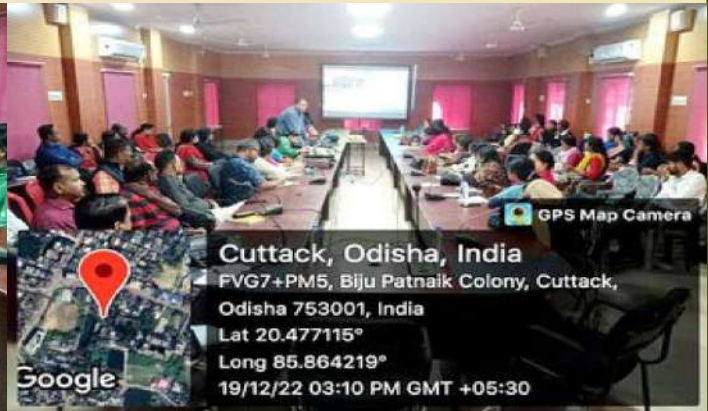 GPS Map Camera
Cuttack, Odisha, India
FVG7+PM5, Biju Patnaik Colony, Cuttack,
Odisha 753001, India
Lat 20.477115°
Long 85.864219°
19/12/22 03:10 PM GMT +05:30
Google